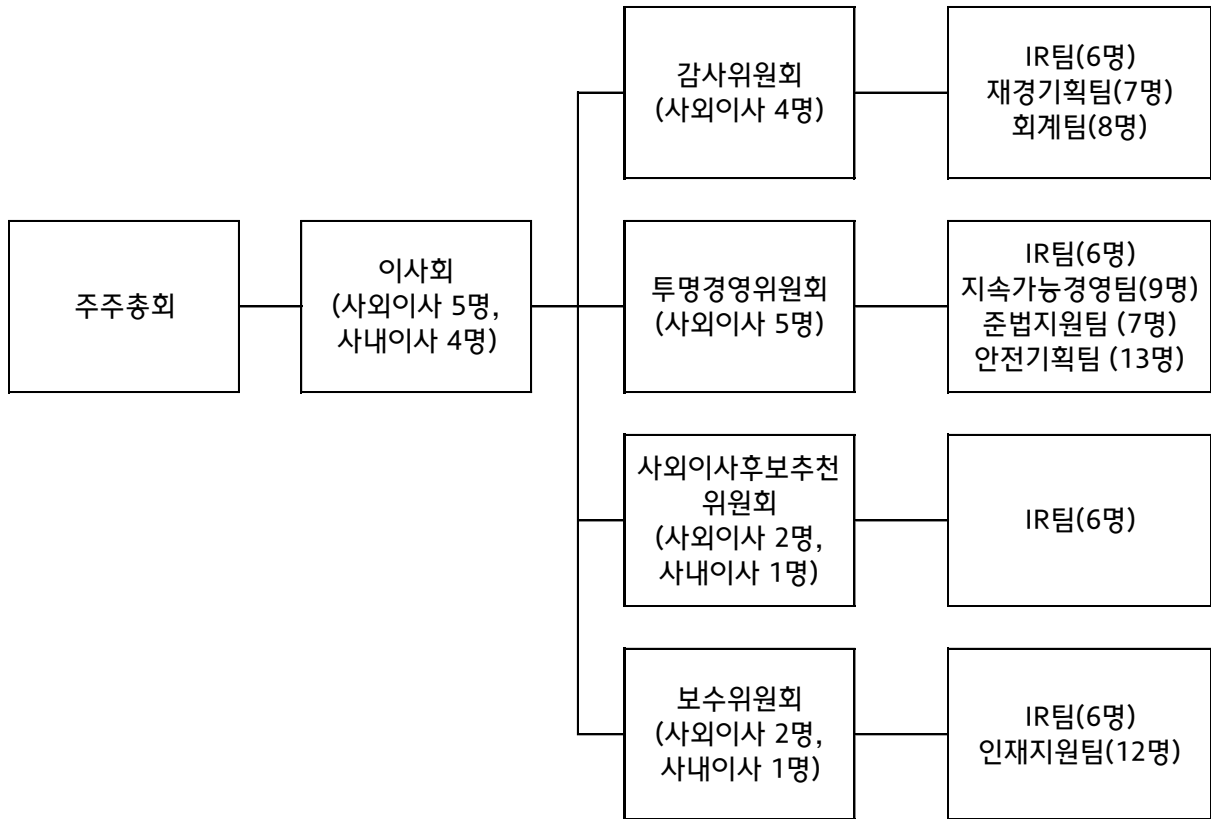 주주총회
이사회
(사외이사 5명,
사내이사 4명)
감사위원회
(사외이사 4명)
IR팀(6명)
재경기획팀(7명)
회계팀(8명)
투명경영위원회
(사외이사 5명)
IR팀(6명)
지속가능경영팀(9명)
준법지원팀 (7명)
안전기획팀 (13명)
사외이사후보추천
위원회
(사외이사 2명,
사내이사 1명)
IR팀(6명)
보수위원회
(사외이사 2명,
사내이사 1명)
IR팀(6명)
인재지원팀(12명)